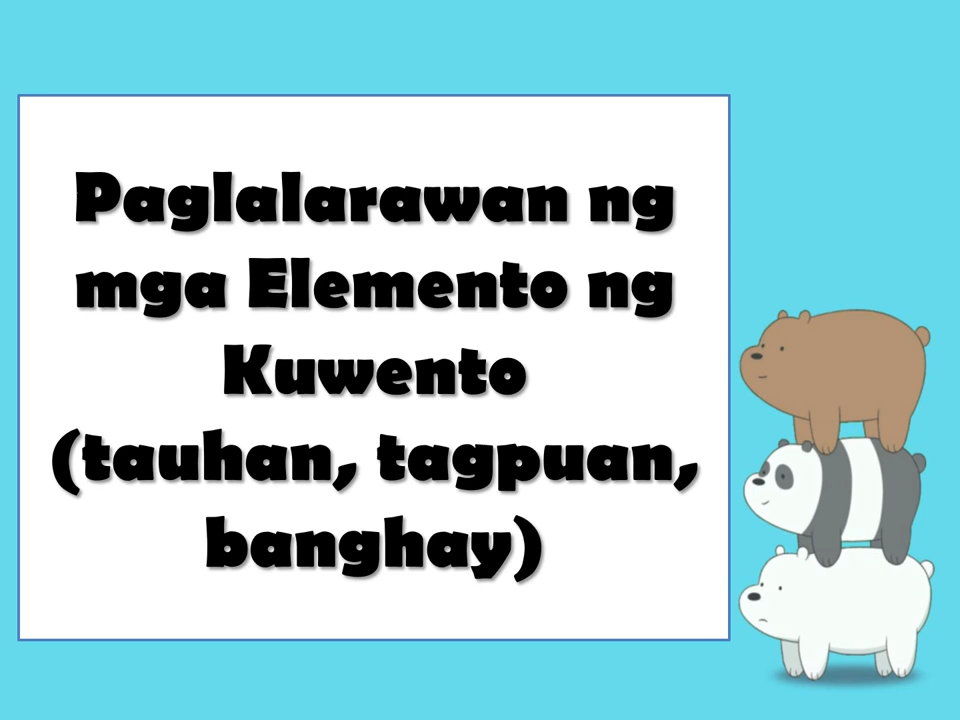 Paglalarawan ng
mga Elemento ng
Kuwento
(tauhan, tagpuan,
banghay)